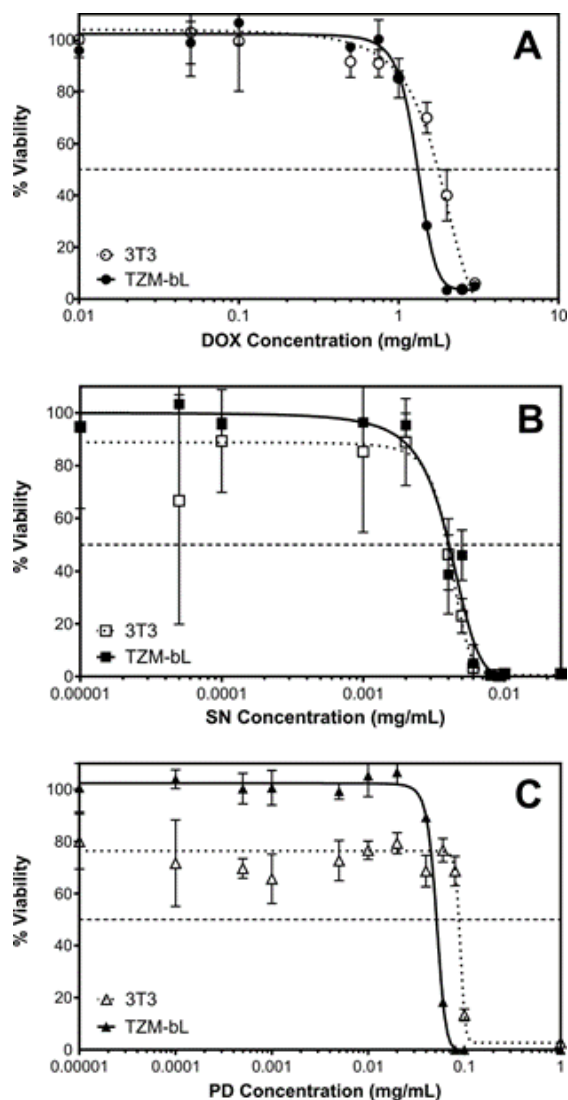 A
% Viability
100
80
60
40
20
0
3T3
TZM-bL
0.01 0.1 1 10
DOX Concentration (mg/mL)
B
% Viability
100
80
60
40
20
0
3T3
TZM-bL
0.00001 0.0001 0.001 0.01
SN Concentration (mg/mL)
C
% Viability
100
80
60
40
20
0
3T3
TZM-bL
0.00001 0.0001 0.001 0.01 0.1 1
PD Concentration (mg/mL)